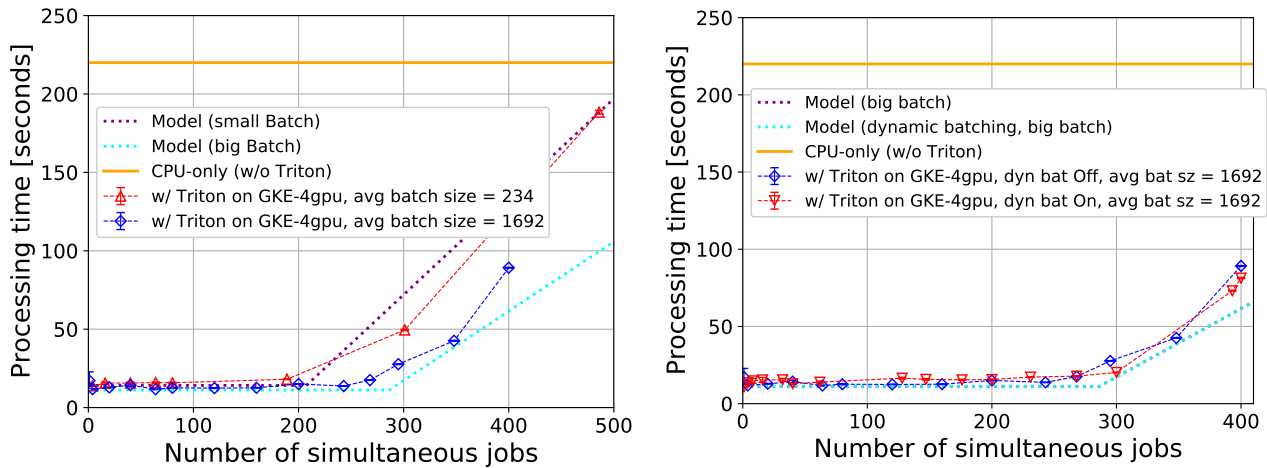 250
200
150
100
50
0
Processing time [seconds]
Model (small Batch)
Model (big Batch)
CPU-only (w/o Triton)
w/ Triton on GKE-4gpu, avg batch size = 234
w/ Triton on GKE-4gpu, avg batch size = 1692
0 100 200 300 400 500
Number of simultaneous jobs
250
200
150
100
50
0
Processing time [seconds]
Model (big batch)
Model (dynamic batching, big batch)
CPU-only (w/o Triton)
w/ Triton on GKE-4gpu, dyn bat Off, avg bat sz = 1692
w/ Triton on GKE-4gpu, dyn bat On, avg bat sz = 1692
0 100 200 300 400
Number of simultaneous jobs